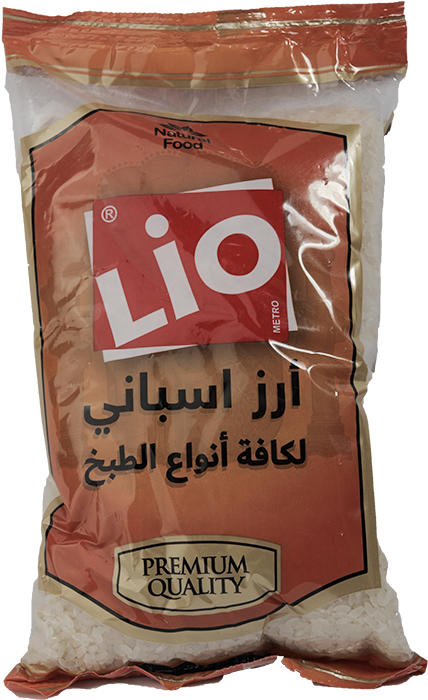 Natural
Food
®
LiO
METRO
أرز اسباني
لكافة أنواع الطبخ
PREMIUM
QUALITY